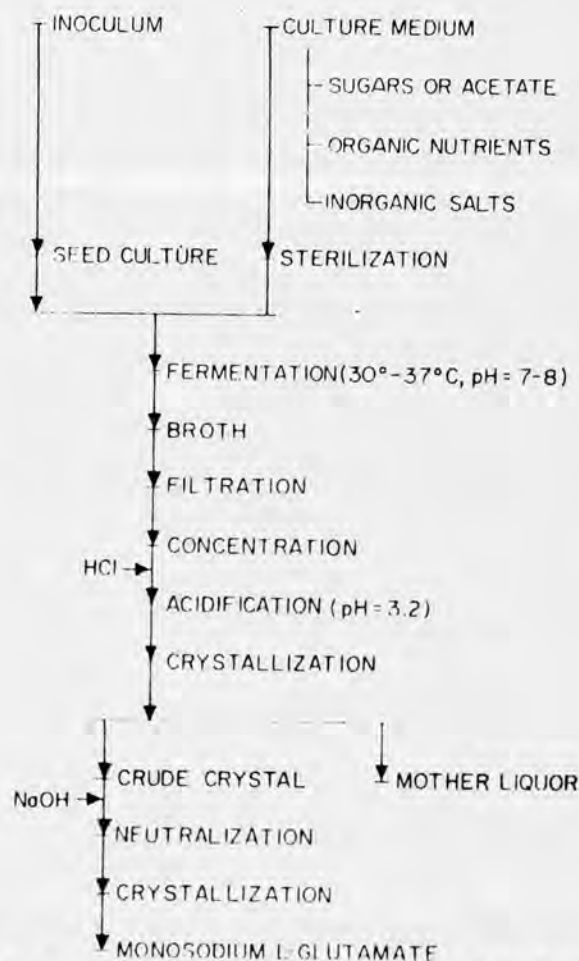 INOCULUM
CULTURE MEDIUM
SUGARS OR ACETATE
ORGANIC NUTRIENTS
INORGANIC SALTS
SEED CULTURE
STERILIZATION
FERMENTATION(30°-37°C, pH = 7-8)
BROTH
FILTRATION
CONCENTRATION
HCl
ACIDIFICATION (pH = 3.2)
CRYSTALLIZATION
CRUDE CRYSTAL
MOTHER LIQUOR
NaOH
NEUTRALIZATION
CRYSTALLIZATION
MONOSODIUM L-GLUTAMATE